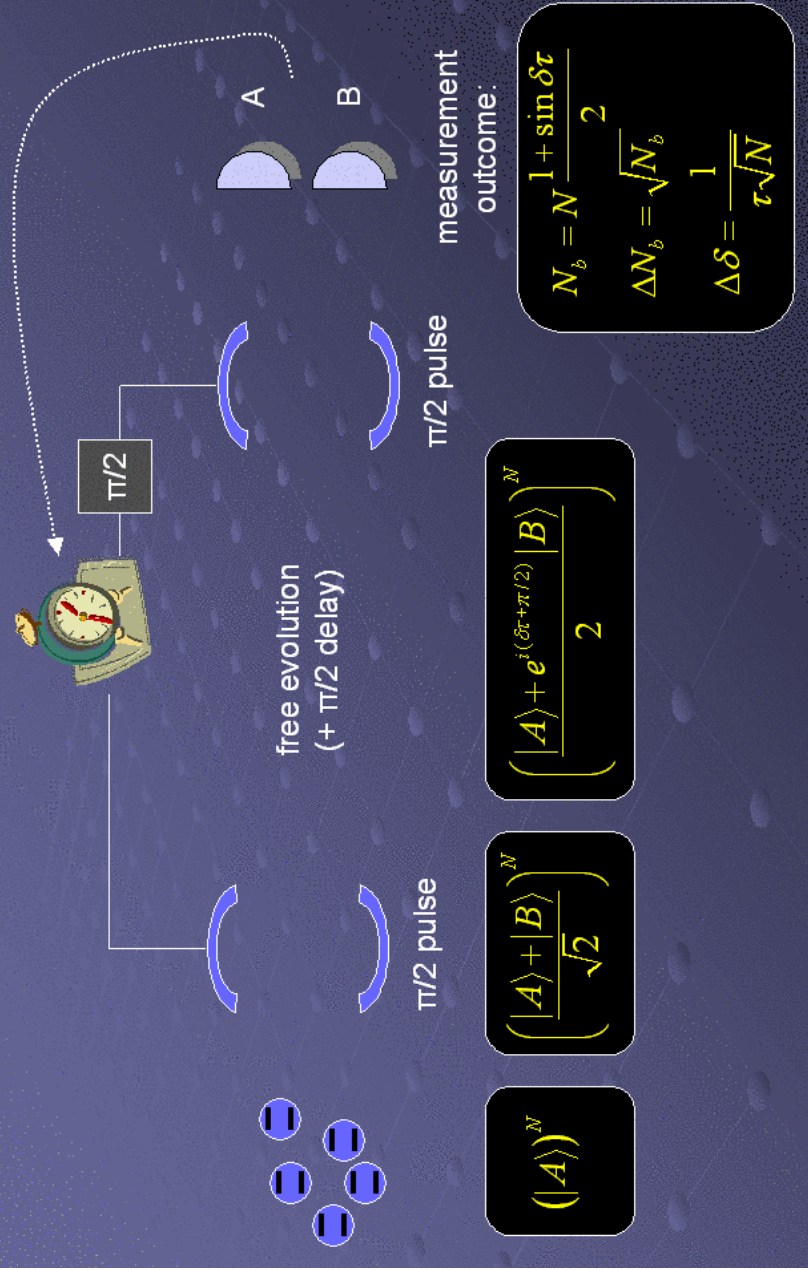 π/2
A
B
free evolution
(+ π/2 delay)
π/2 pulse
π/2 pulse
measurement
outcome:
(|A⟩)^N
((|A⟩+|B⟩)/√2)^N
((|A⟩+e^{i(δτ+π/2)}|B⟩)/2)^N
N_b = N (1+sin δτ)/2
ΔN_b = √N_b
Δδ = 1/(τ√N)